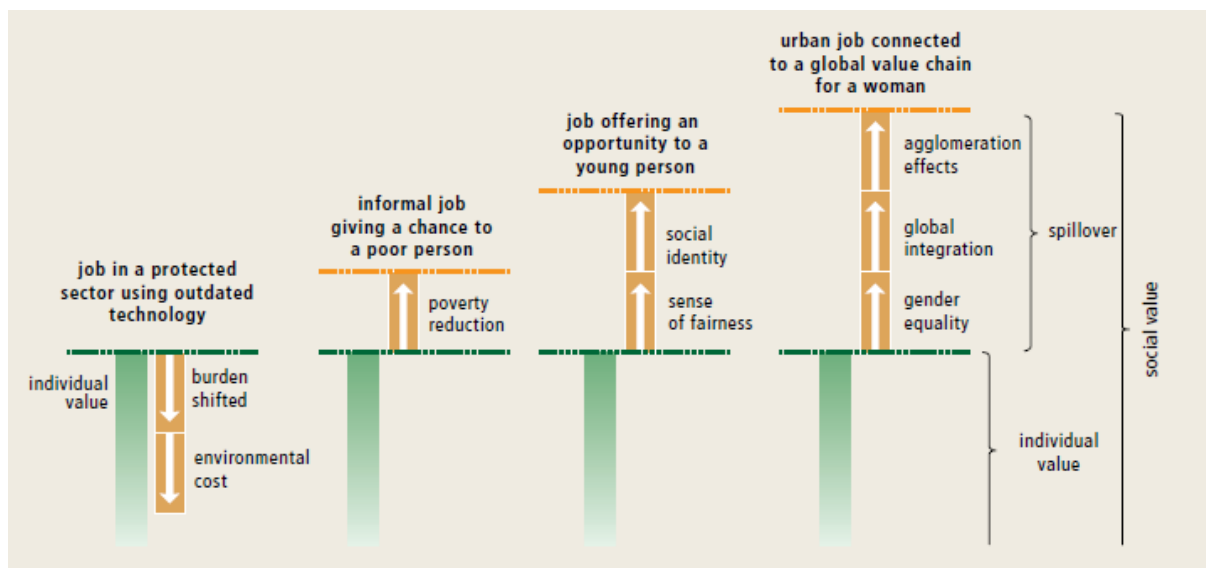 job in a protected
sector using outdated
technology
individual
value
burden
shifted
environmental
cost
informal job
giving a chance to
a poor person
poverty
reduction
job offering an
opportunity to a
young person
social
identity
sense
of fairness
urban job connected
to a global value chain
for a woman
agglomeration
effects
global
integration
gender
equality
spillover
individual
value
social value